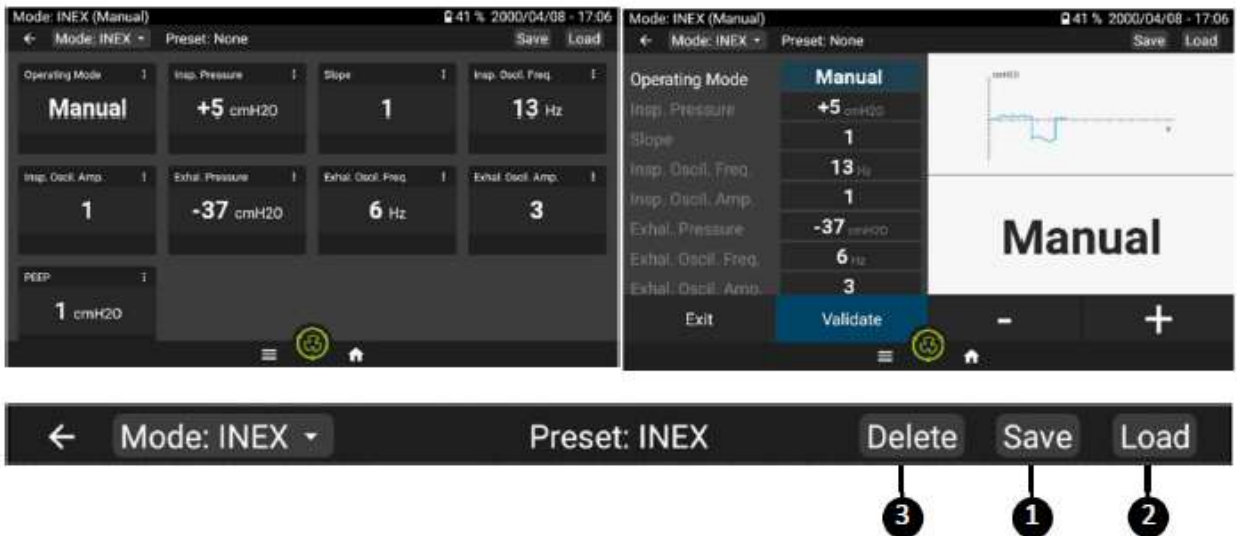 Mode: INEX (Manual) 41 % 2000/04/08 - 17:06
← Mode: INEX Preset: None Save Load
Operating Mode Insp. Pressure Slope Insp. Oscil. Freq.
Manual +5 cmH2O 1 13 Hz
Insp. Oscil. Amp. Exhal. Pressure Exhal. Oscil. Freq. Exhal. Oscil. Amp.
1 -37 cmH2O 6 Hz 3
PEEP
1 cmH2O
Mode: INEX (Manual) 41 % 2000/04/08 - 17:06
← Mode: INEX Preset: None Save Load
Operating Mode Manual
Insp. Pressure +5 cmH2O
Slope 1
Insp. Oscil. Freq. 13 Hz
Insp. Oscil. Amp. 1
Exhal. Pressure -37 cmH2O
Exhal. Oscil. Freq. 6 Hz
Exhal. Oscil. Amp. 3
cmH2O
Manual
Exit Validate - +
← Mode: INEX Preset: INEX Delete Save Load
3 1 2